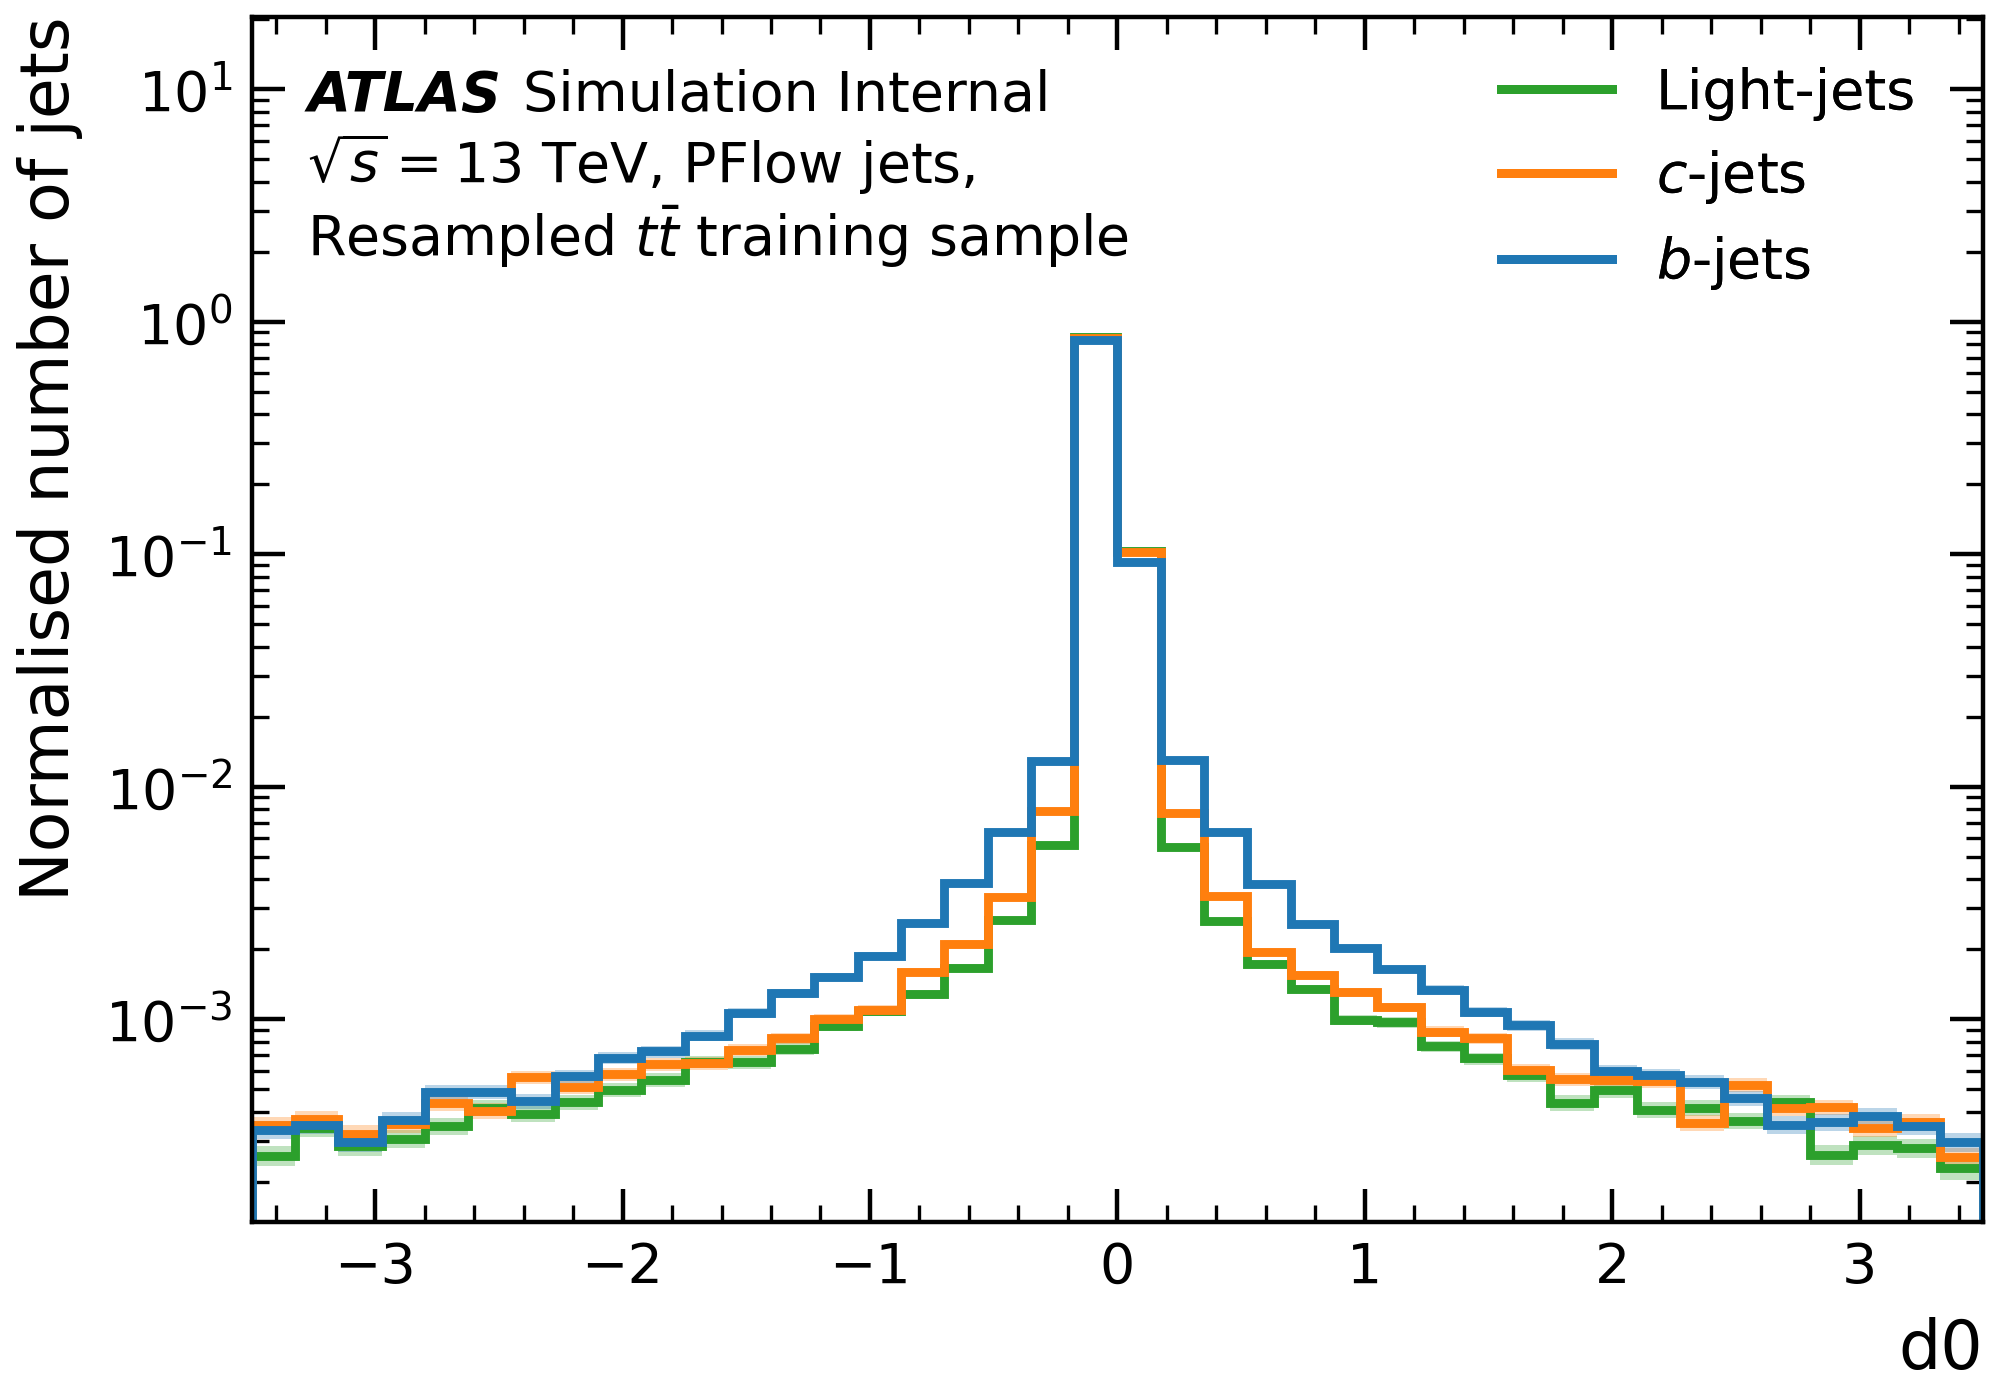 Normalised number of jets
ATLAS Simulation Internal
√s = 13 TeV, PFlow jets,
Resampled tt̄ training sample
Light-jets
c-jets
b-jets
10¹
10⁰
10⁻¹
10⁻²
10⁻³
−3 −2 −1 0 1 2 3
d0